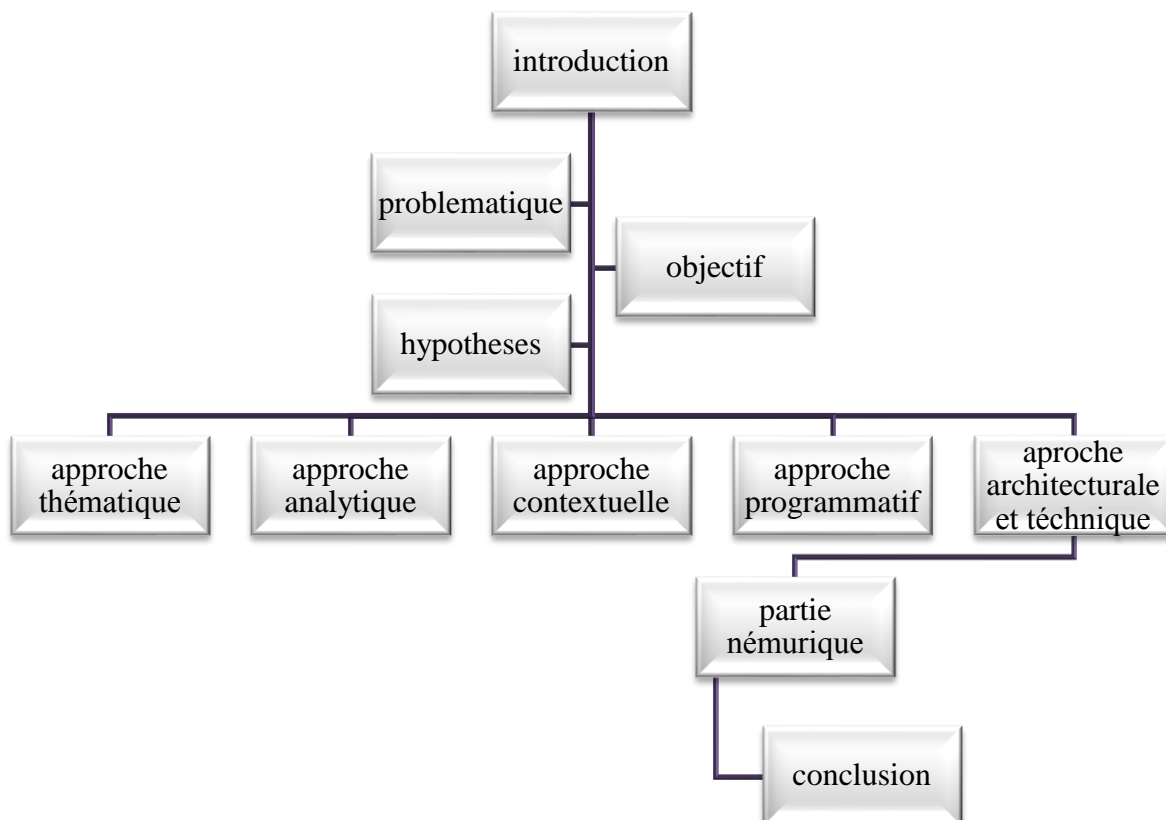 introduction
problematique
objectif
hypotheses
approche
thématique
approche
analytique
approche
contextuelle
approche
programmatif
aproche
architecturale
et téchnique
partie
némurique
conclusion